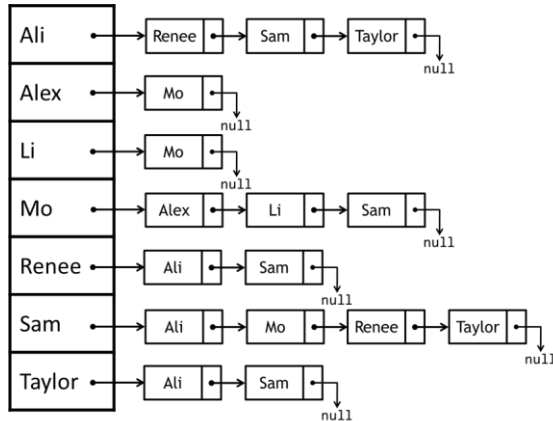 Ali Renee Sam Taylor
null
Alex Mo
null
Li Mo
null
Mo Alex Li Sam
null
Renee Ali Sam
null
Sam Ali Mo Renee Taylor
null
Taylor Ali Sam
null